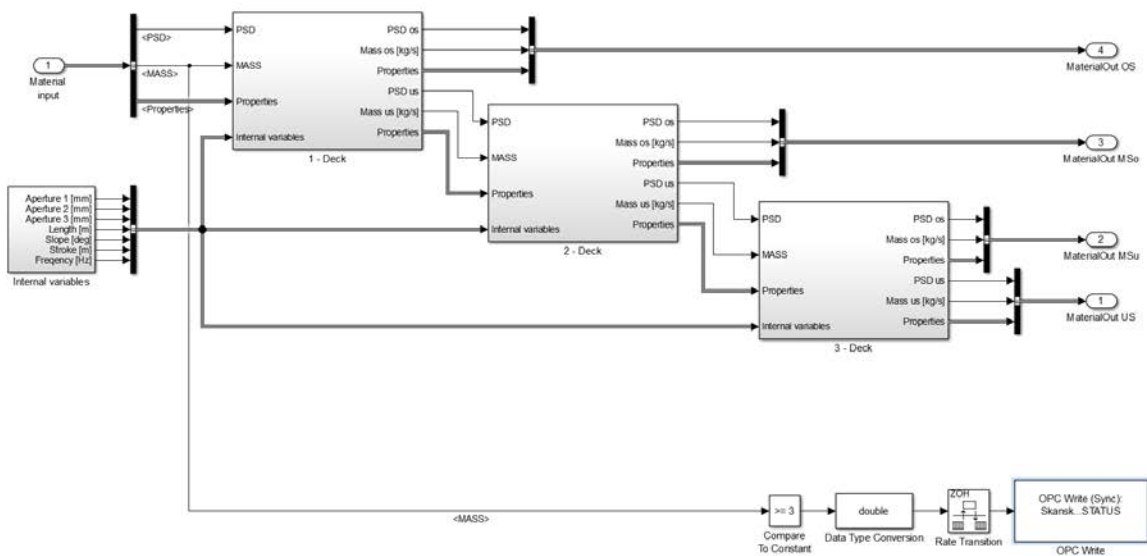 1
Material
input
<PSD>
<MASS>
<Properties>
PSD
MASS
Properties
Internal variables
PSD os
Mass os [kg/s]
Properties
PSD us
Mass us [kg/s]
Properties
1 - Deck
4
MaterialOut OS
Aperture 1 [mm]
Aperture 2 [mm]
Aperture 3 [mm]
Length [m]
Slope [deg]
Stroke [m]
Freqency [Hz]
Internal variables
PSD
MASS
Properties
Internal variables
PSD os
Mass os [kg/s]
Properties
PSD us
Mass us [kg/s]
Properties
2 - Deck
3
MaterialOut MSo
PSD
MASS
Properties
Internal variables
PSD os
Mass os [kg/s]
Properties
PSD us
Mass us [kg/s]
Properties
3 - Deck
2
MaterialOut MSu
1
MaterialOut US
<MASS>
>= 3
Compare
To Constant
double
Data Type Conversion
ZOH
Rate Transition
OPC Write (Sync):
Skansk...STATUS
OPC Write